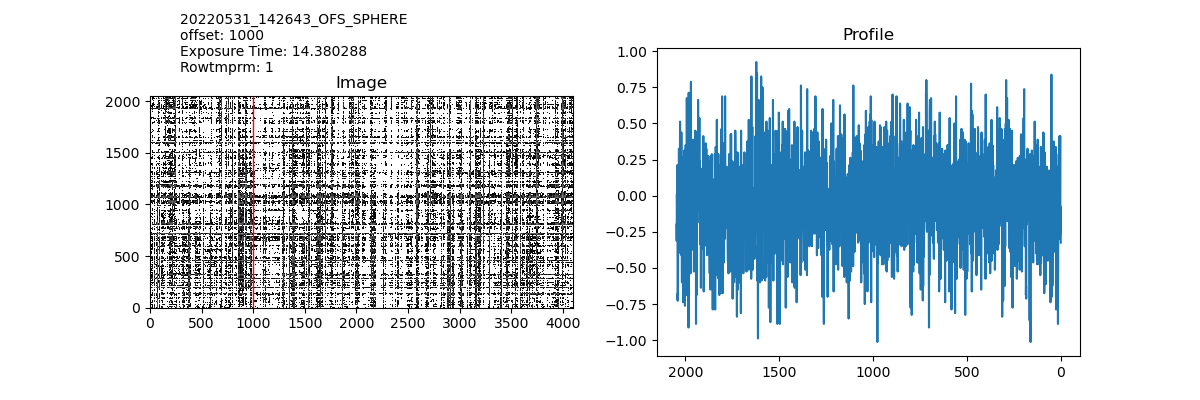 20220531_142643_OFS_SPHERE
offset: 1000
Exposure Time: 14.380288
Rowtmprm: 1
Image
2000
1500
1000
500
0
0 500 1000 1500 2000 2500 3000 3500 4000
Profile
1.00
0.75
0.50
0.25
0.00
−0.25
−0.50
−0.75
−1.00
2000 1500 1000 500 0